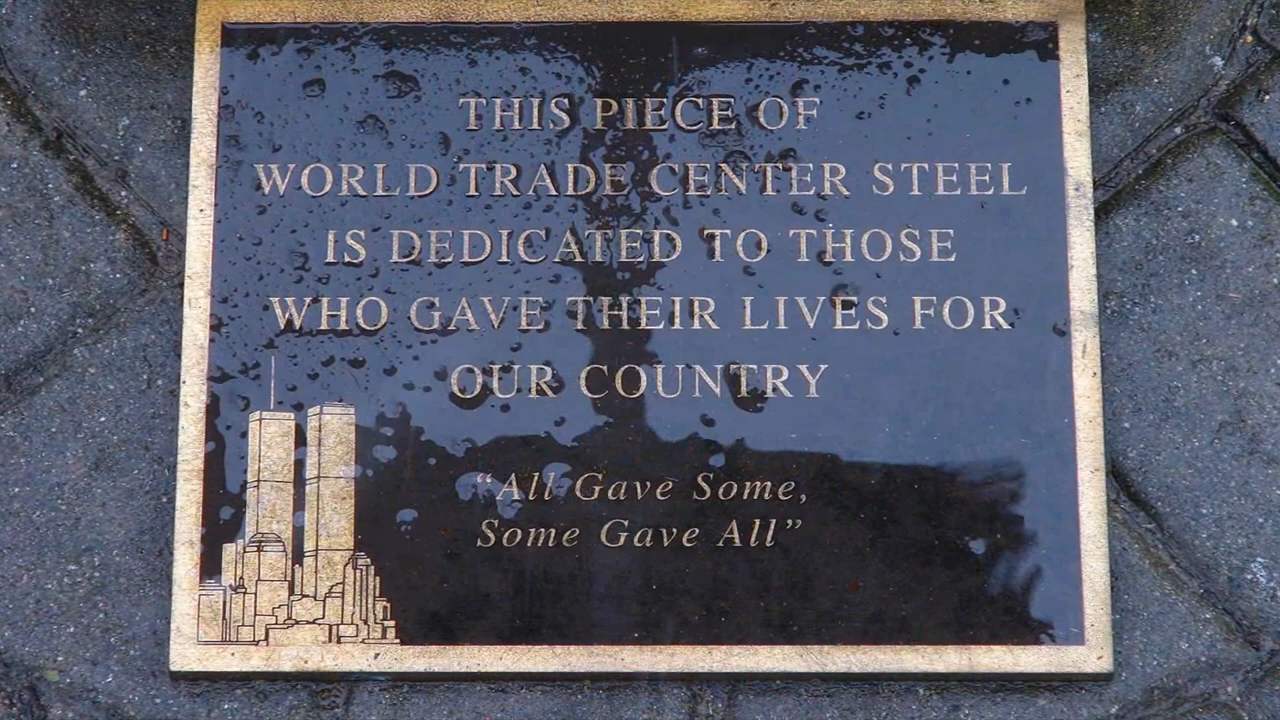 THIS PIECE OF
WORLD TRADE CENTER STEEL
IS DEDICATED TO THOSE
WHO GAVE THEIR LIVES FOR
OUR COUNTRY
“All Gave Some,
Some Gave All”